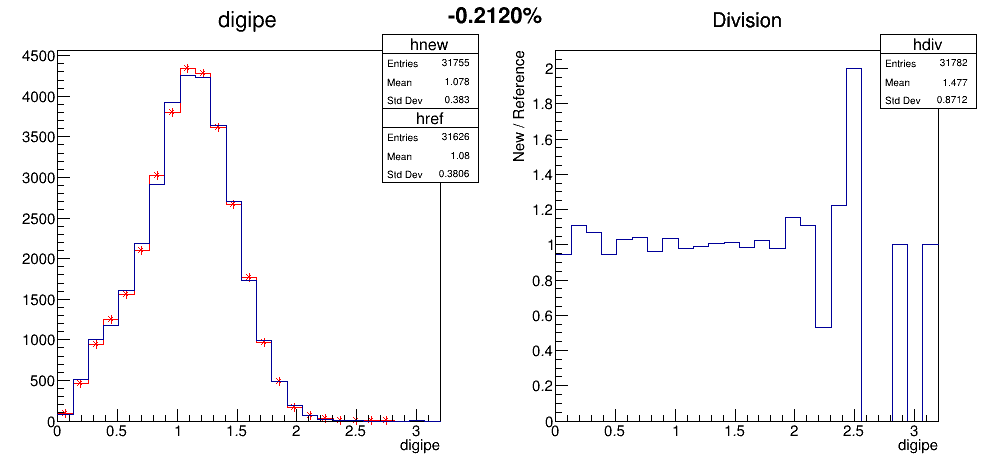 -0.2120%
digipe
hnew
Entries 31755
Mean 1.078
Std Dev 0.383
href
Entries 31626
Mean 1.08
Std Dev 0.3806
4500
4000
3500
3000
2500
2000
1500
1000
500
0
0 0.5 1 1.5 2 2.5 3
digipe
Division
hdiv
Entries 31782
Mean 1.477
Std Dev 0.8712
New / Reference
2
1.8
1.6
1.4
1.2
1
0.8
0.6
0.4
0.2
0
0 0.5 1 1.5 2 2.5 3
digipe